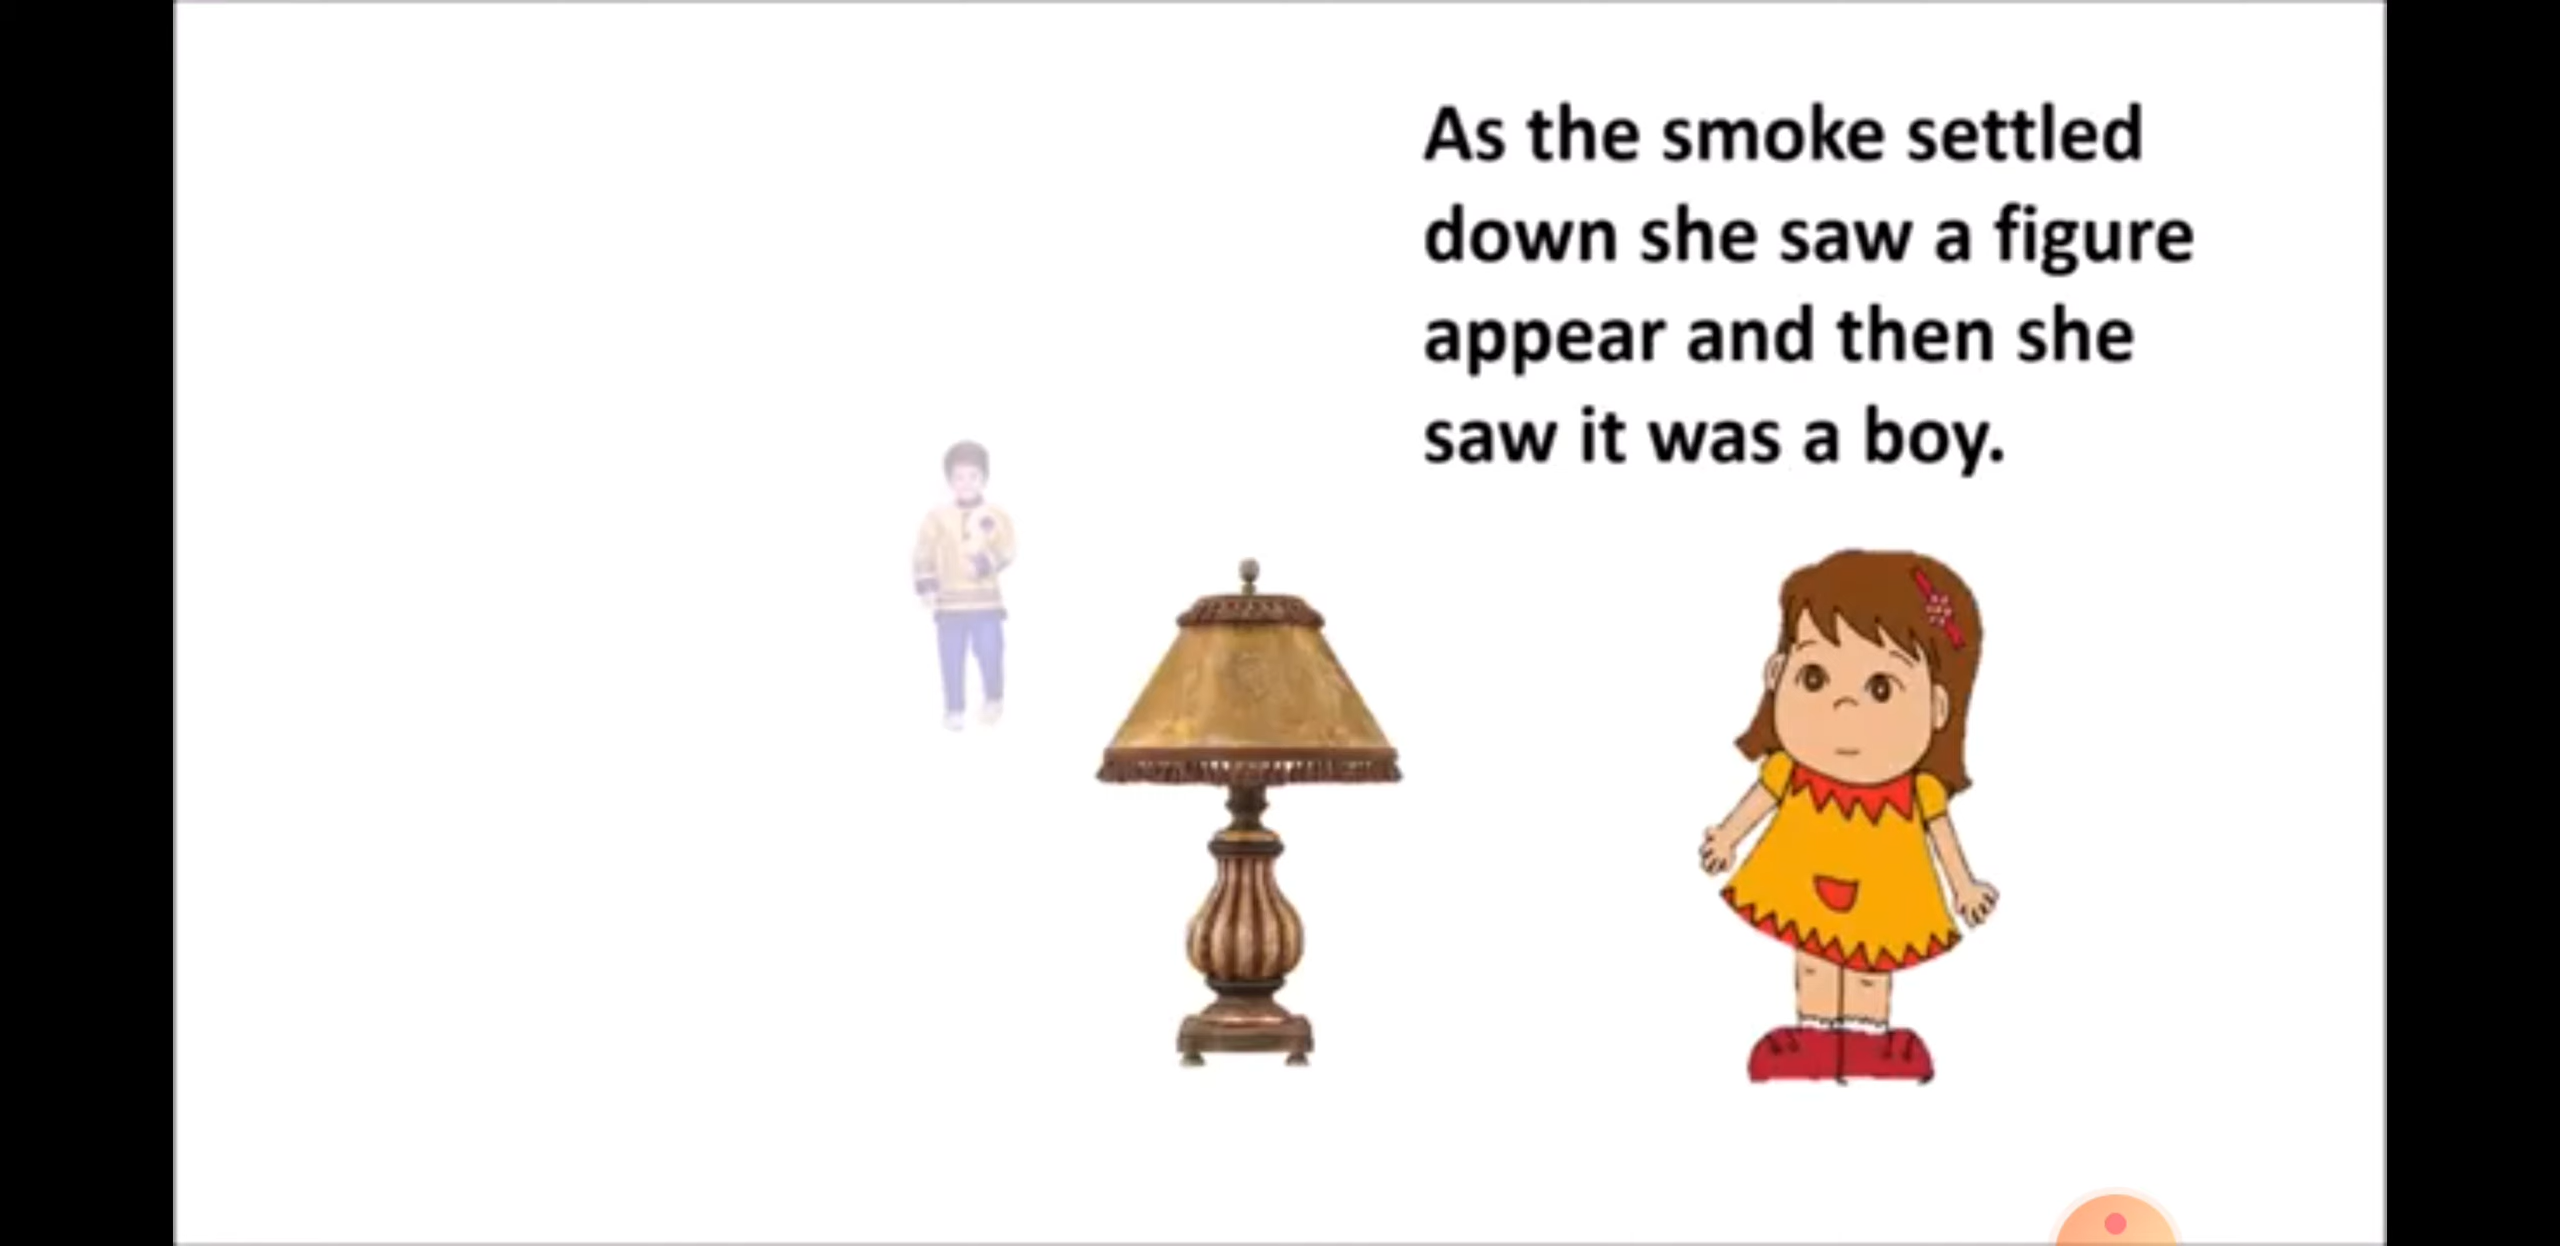 As the smoke settled
down she saw a figure
appear and then she
saw it was a boy.